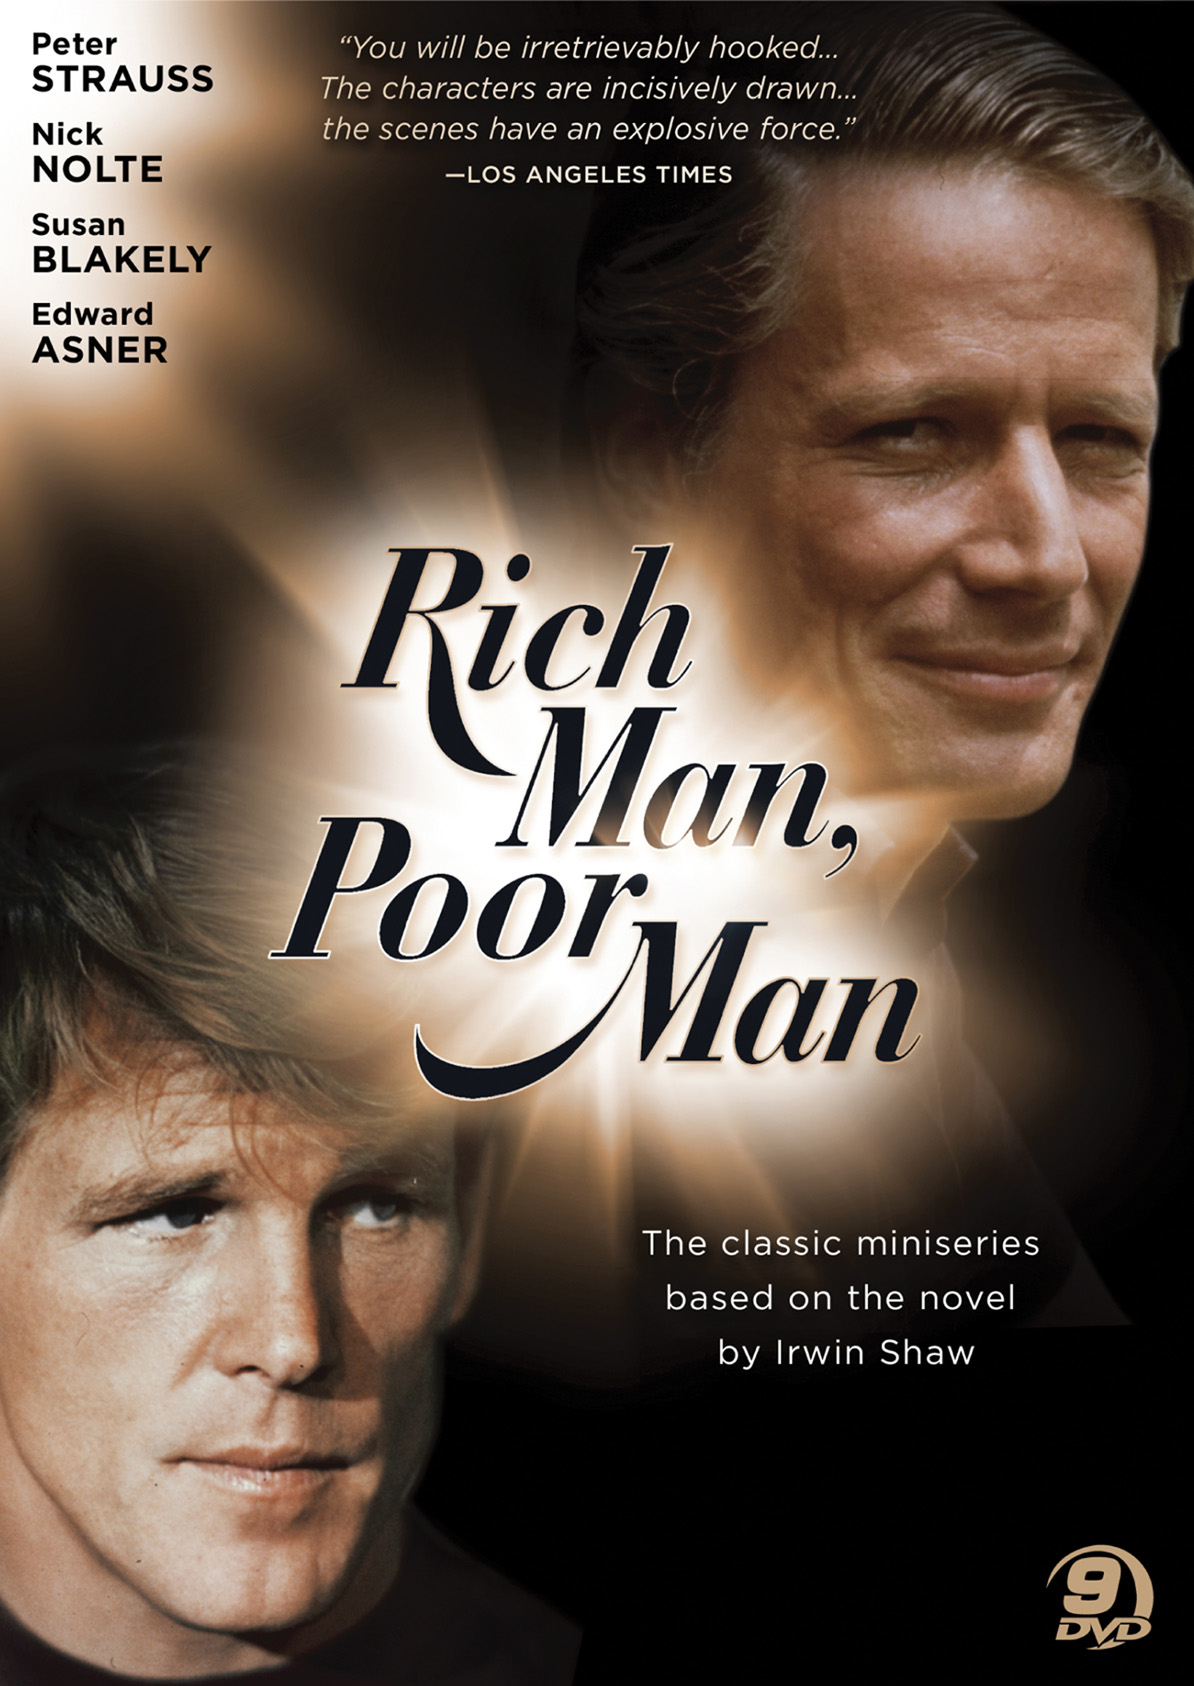 Peter
STRAUSS
Nick
NOLTE
Susan
BLAKELY
Edward
ASNER
“You will be irretrievably hooked...
The characters are incisively drawn...
the scenes have an explosive force.”
—LOS ANGELES TIMES
Rich
Man,
Poor
Man
The classic miniseries
based on the novel
by Irwin Shaw
9
DVD